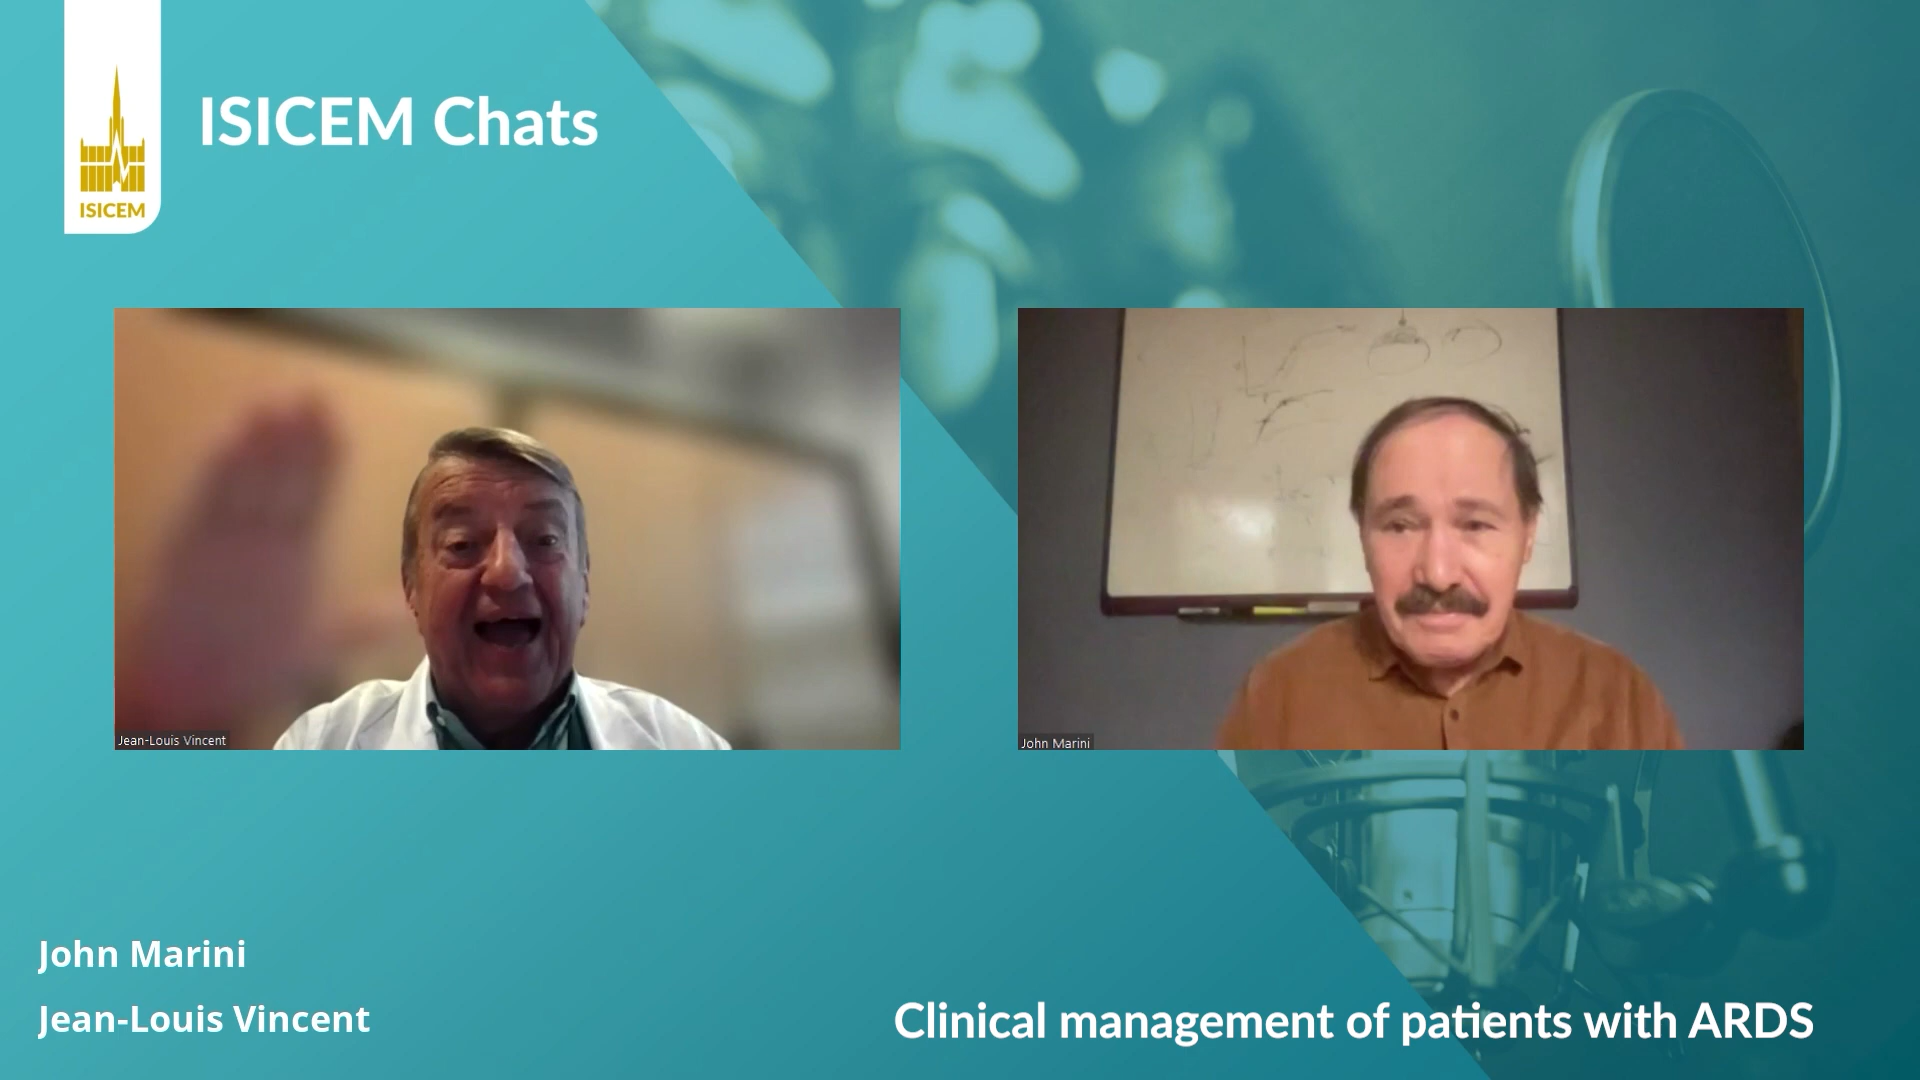 ISICEM
ISICEM Chats
Jean-Louis Vincent
John Marini
John Marini
Jean-Louis Vincent
Clinical management of patients with ARDS